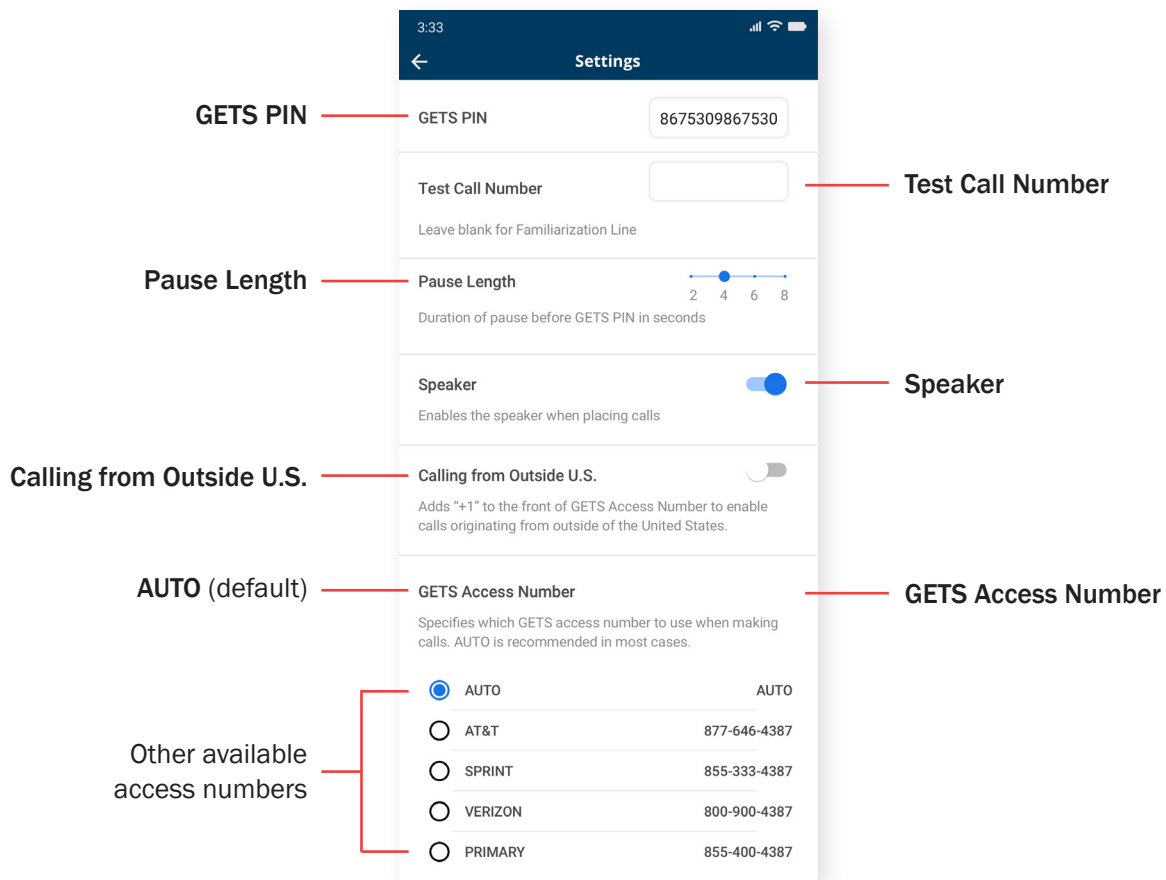 3:33
Settings
GETS PIN
GETS PIN
8675309867530
Test Call Number
Test Call Number
Leave blank for Familiarization Line
Pause Length
Pause Length
2 4 6 8
Duration of pause before GETS PIN in seconds
Speaker
Speaker
Enables the speaker when placing calls
Calling from Outside U.S.
Calling from Outside U.S.
Adds “+1” to the front of GETS Access Number to enable
calls originating from outside of the United States.
AUTO (default)
GETS Access Number
GETS Access Number
Specifies which GETS access number to use when making
calls. AUTO is recommended in most cases.
AUTO AUTO
AT&T 877-646-4387
Other available
access numbers
SPRINT 855-333-4387
VERIZON 800-900-4387
PRIMARY 855-400-4387